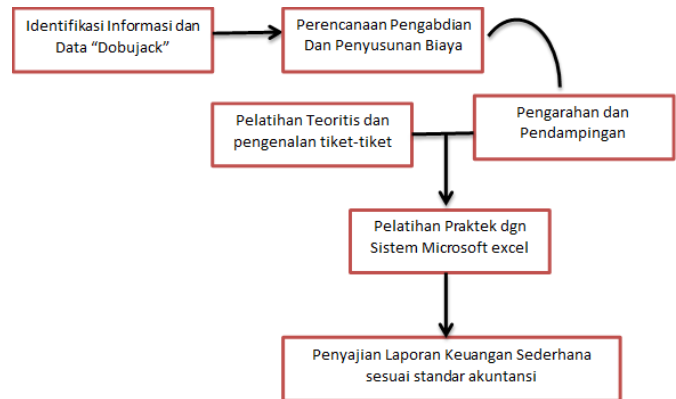 Identifikasi Informasi dan
Data “Dobujack”
Perencanaan Pengabdian
Dan Penyusunan Biaya
Pengarahan dan
Pendampingan
Pelatihan Teoritis dan
pengenalan tiket-tiket
Pelatihan Praktek dgn
Sistem Microsoft excel
Penyajian Laporan Keuangan Sederhana
sesuai standar akuntansi